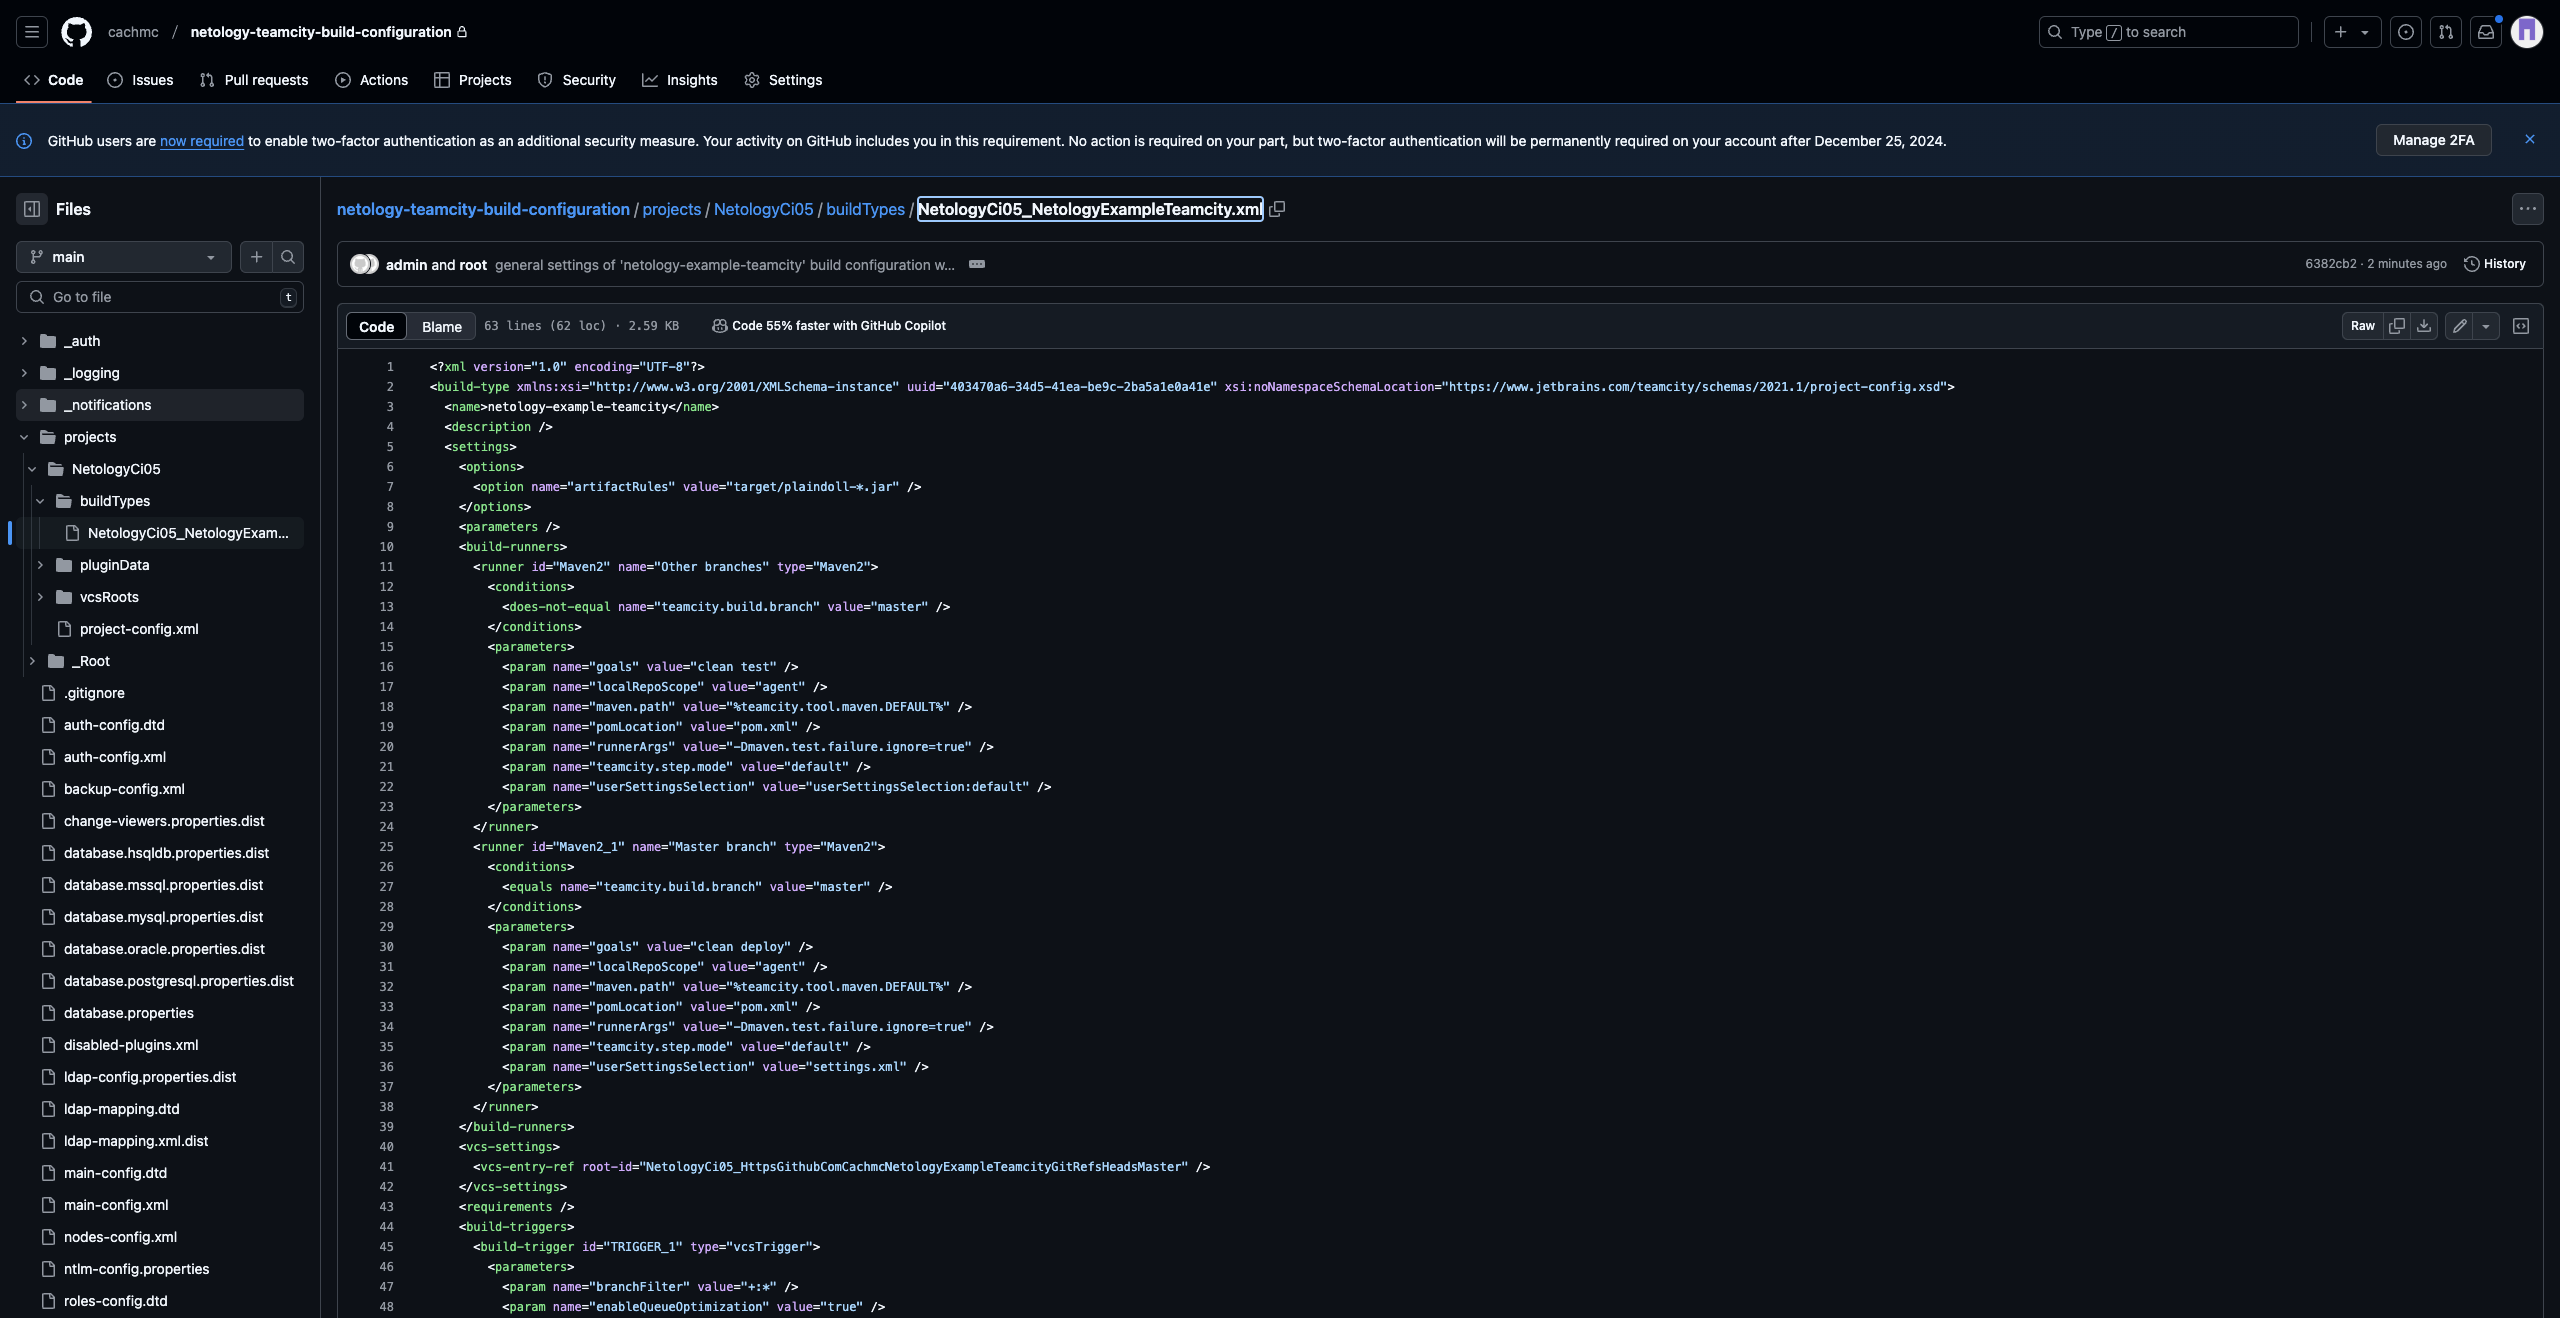 cachmc / netology-teamcity-build-configuration
Type / to search
Code Issues Pull requests Actions Projects Security Insights Settings
GitHub users are now required to enable two-factor authentication as an additional security measure. Your activity on GitHub includes you in this requirement. No action is required on your part, but two-factor authentication will be permanently required on your account after December 25, 2024.
Manage 2FA
Files
main
Go to file t
_auth
_logging
_notifications
projects
NetologyCi05
buildTypes
NetologyCi05_NetologyExam...
pluginData
vcsRoots
project-config.xml
_Root
.gitignore
auth-config.dtd
auth-config.xml
backup-config.xml
change-viewers.properties.dist
database.hsqldb.properties.dist
database.mssql.properties.dist
database.mysql.properties.dist
database.oracle.properties.dist
database.postgresql.properties.dist
database.properties
disabled-plugins.xml
ldap-config.properties.dist
ldap-mapping.dtd
ldap-mapping.xml.dist
main-config.dtd
main-config.xml
nodes-config.xml
ntlm-config.properties
roles-config.dtd
netology-teamcity-build-configuration / projects / NetologyCi05 / buildTypes / NetologyCi05_NetologyExampleTeamcity.xml
admin and root general settings of 'netology-example-teamcity' build configuration w...
6382cb2 · 2 minutes ago History
Code Blame 63 lines (62 loc) · 2.59 KB Code 55% faster with GitHub Copilot Raw
1 <?xml version="1.0" encoding="UTF-8"?>
2 <build-type xmlns:xsi="http://www.w3.org/2001/XMLSchema-instance" uuid="403470a6-34d5-41ea-be9c-2ba5a1e0a41e" xsi:noNamespaceSchemaLocation="https://www.jetbrains.com/teamcity/schemas/2021.1/project-config.xsd">
3 <name>netology-example-teamcity</name>
4 <description />
5 <settings>
6 <options>
7 <option name="artifactRules" value="target/plaindoll-*.jar" />
8 </options>
9 <parameters />
10 <build-runners>
11 <runner id="Maven2" name="Other branches" type="Maven2">
12 <conditions>
13 <does-not-equal name="teamcity.build.branch" value="master" />
14 </conditions>
15 <parameters>
16 <param name="goals" value="clean test" />
17 <param name="localRepoScope" value="agent" />
18 <param name="maven.path" value="%teamcity.tool.maven.DEFAULT%" />
19 <param name="pomLocation" value="pom.xml" />
20 <param name="runnerArgs" value="-Dmaven.test.failure.ignore=true" />
21 <param name="teamcity.step.mode" value="default" />
22 <param name="userSettingsSelection" value="userSettingsSelection:default" />
23 </parameters>
24 </runner>
25 <runner id="Maven2_1" name="Master branch" type="Maven2">
26 <conditions>
27 <equals name="teamcity.build.branch" value="master" />
28 </conditions>
29 <parameters>
30 <param name="goals" value="clean deploy" />
31 <param name="localRepoScope" value="agent" />
32 <param name="maven.path" value="%teamcity.tool.maven.DEFAULT%" />
33 <param name="pomLocation" value="pom.xml" />
34 <param name="runnerArgs" value="-Dmaven.test.failure.ignore=true" />
35 <param name="teamcity.step.mode" value="default" />
36 <param name="userSettingsSelection" value="settings.xml" />
37 </parameters>
38 </runner>
39 </build-runners>
40 <vcs-settings>
41 <vcs-entry-ref root-id="NetologyCi05_HttpsGithubComCachmcNetologyExampleTeamcityGitRefsHeadsMaster" />
42 </vcs-settings>
43 <requirements />
44 <build-triggers>
45 <build-trigger id="TRIGGER_1" type="vcsTrigger">
46 <parameters>
47 <param name="branchFilter" value="+:*" />
48 <param name="enableQueueOptimization" value="true" />